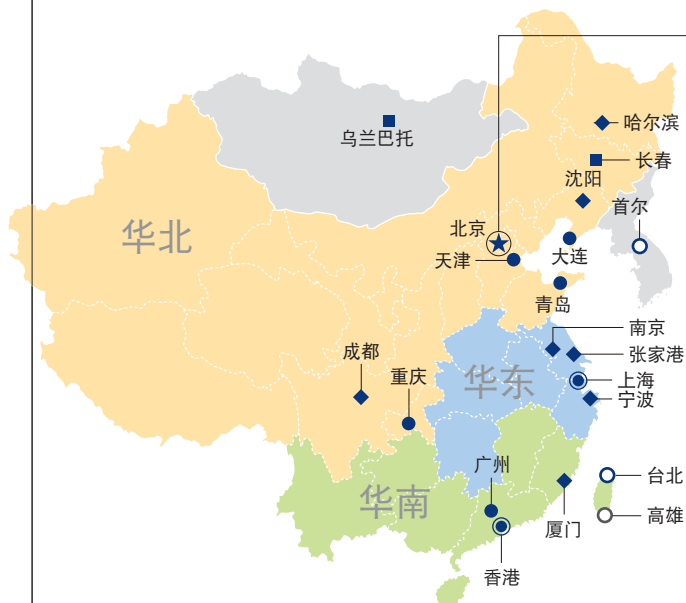 哈尔滨
乌兰巴托
长春
沈阳
首尔
北京
华北
大连
天津
青岛
南京
成都
张家港
重庆
华东
上海
宁波
广州
台北
华南
高雄
厦门
香港